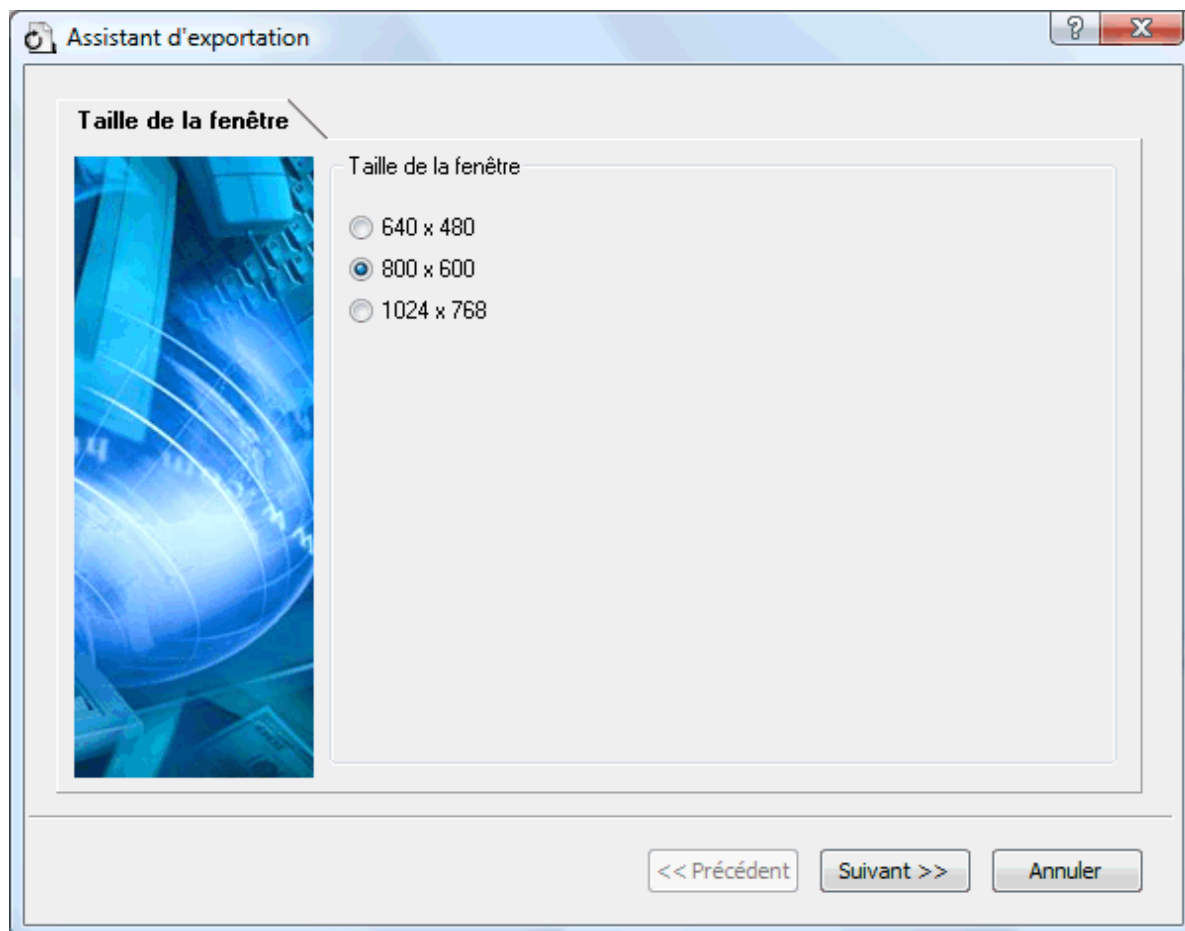 Assistant d'exportation
Taille de la fenêtre
Taille de la fenêtre
640 x 480
800 x 600
1024 x 768
<< Précédent
Suivant >>
Annuler